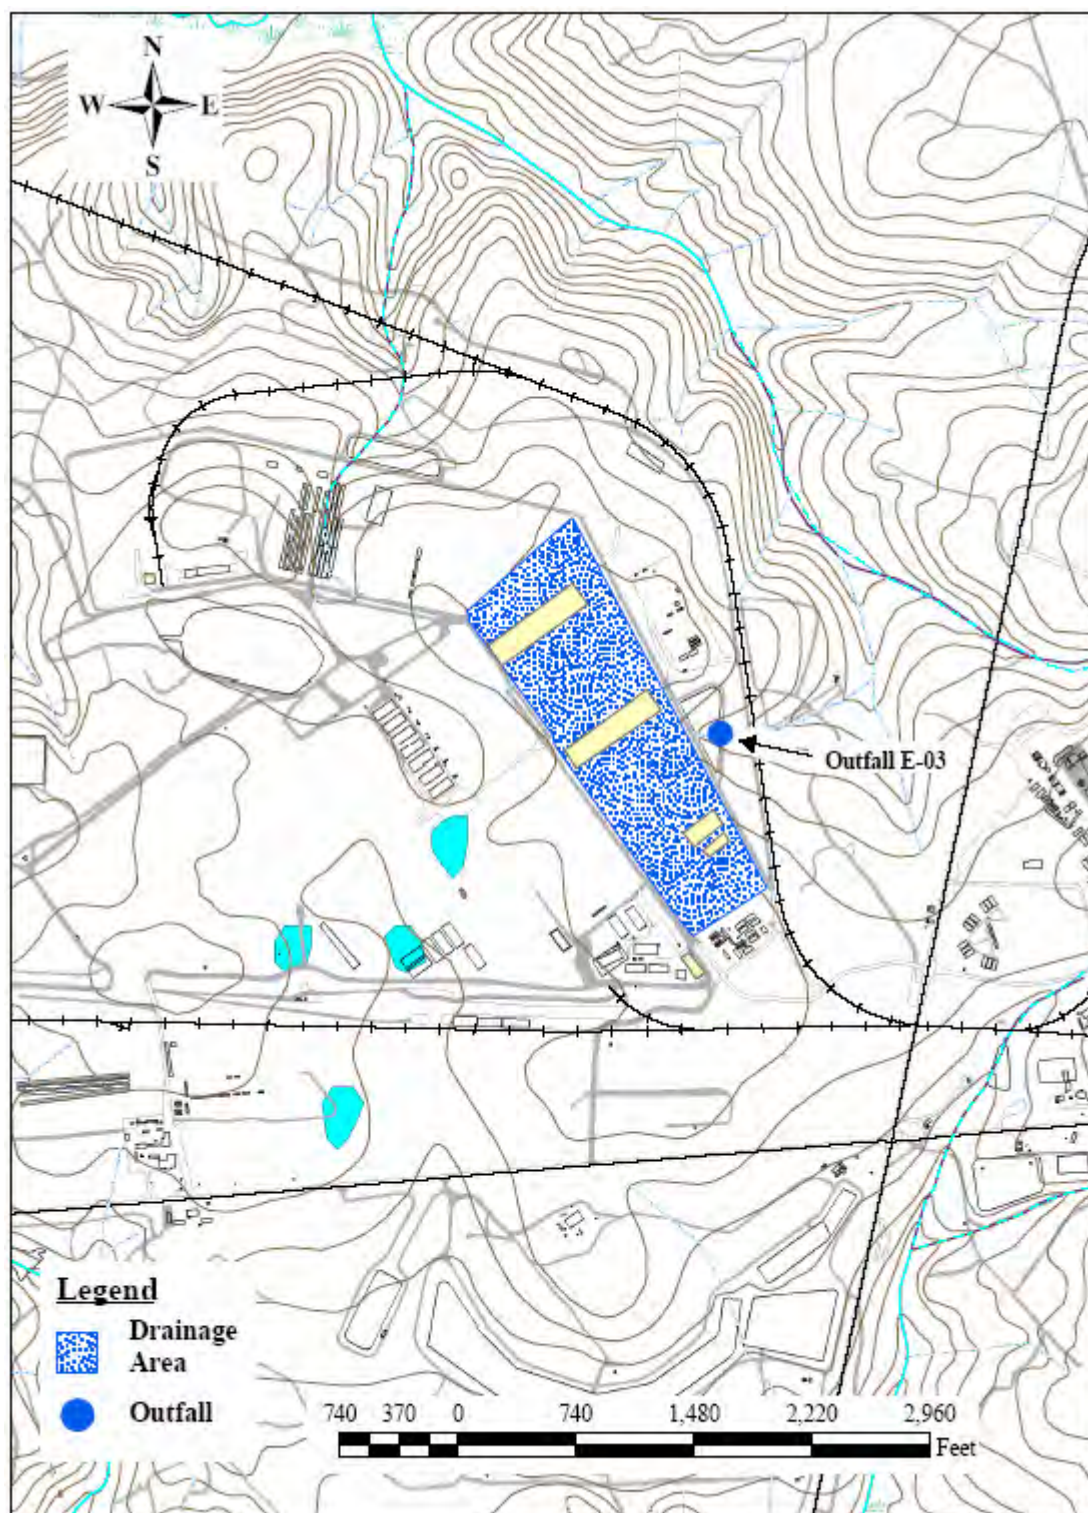 N
W E
S
Outfall E-03
Legend
Drainage
Area
Outfall
740 370 0 740 1,480 2,220 2,960
Feet